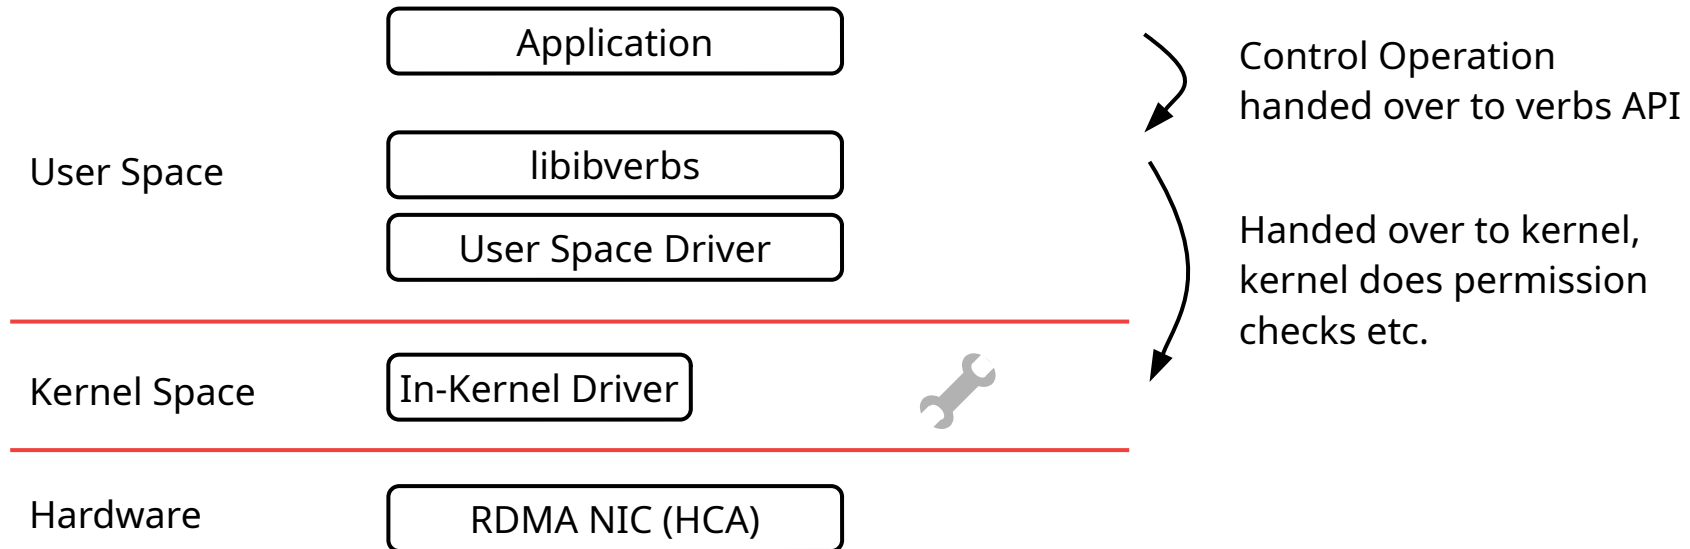 Application
Control Operation
handed over to verbs API
User Space
libibverbs
User Space Driver
Handed over to kernel,
kernel does permission
checks etc.
Kernel Space
In-Kernel Driver
Hardware
RDMA NIC (HCA)